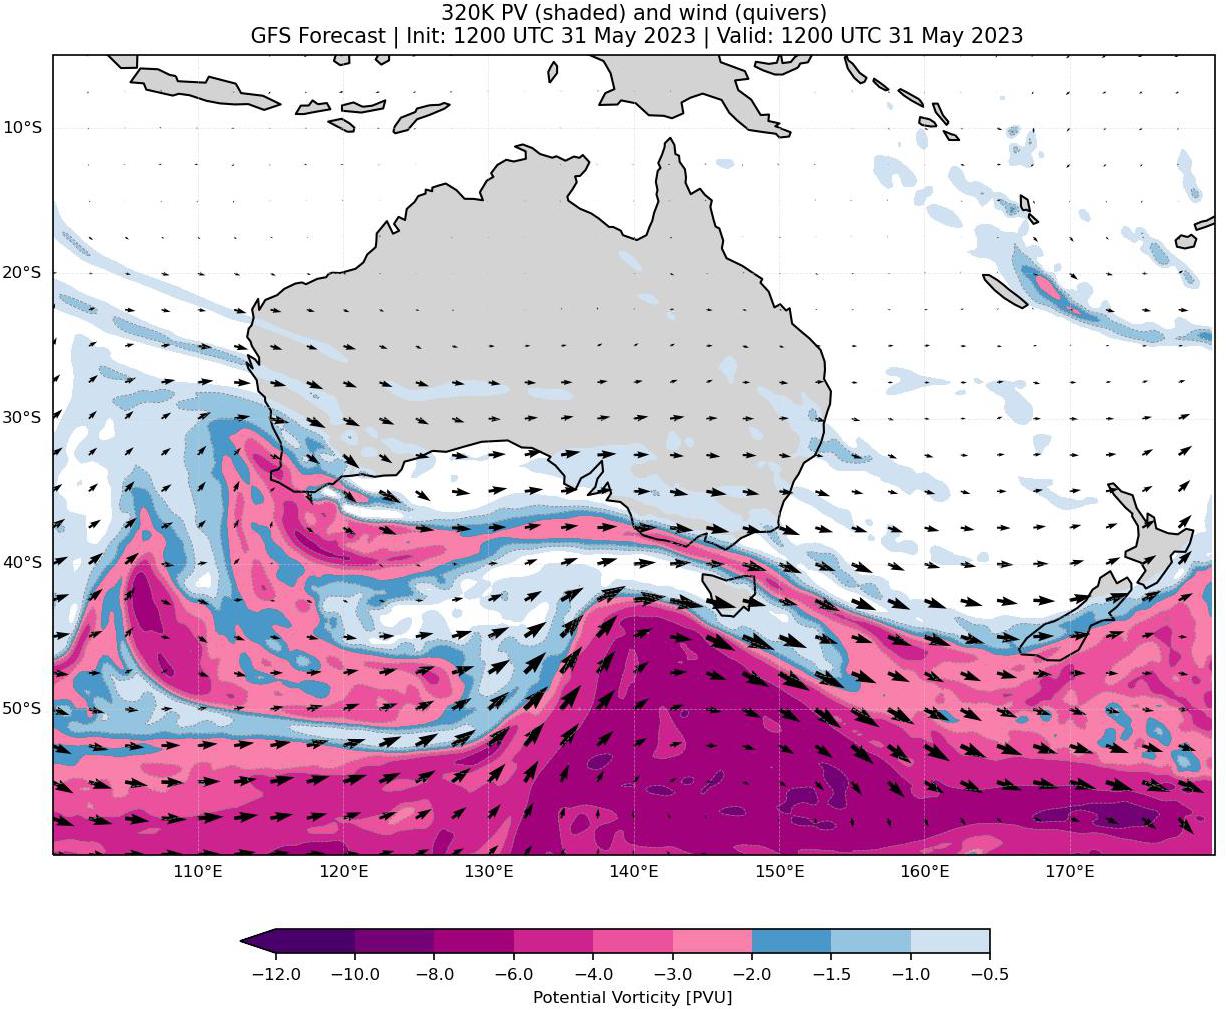 320K PV (shaded) and wind (quivers)
GFS Forecast | Init: 1200 UTC 31 May 2023 | Valid: 1200 UTC 31 May 2023
10°S
20°S
30°S
40°S
50°S
110°E 120°E 130°E 140°E 150°E 160°E 170°E
−12.0 −10.0 −8.0 −6.0 −4.0 −3.0 −2.0 −1.5 −1.0 −0.5
Potential Vorticity [PVU]